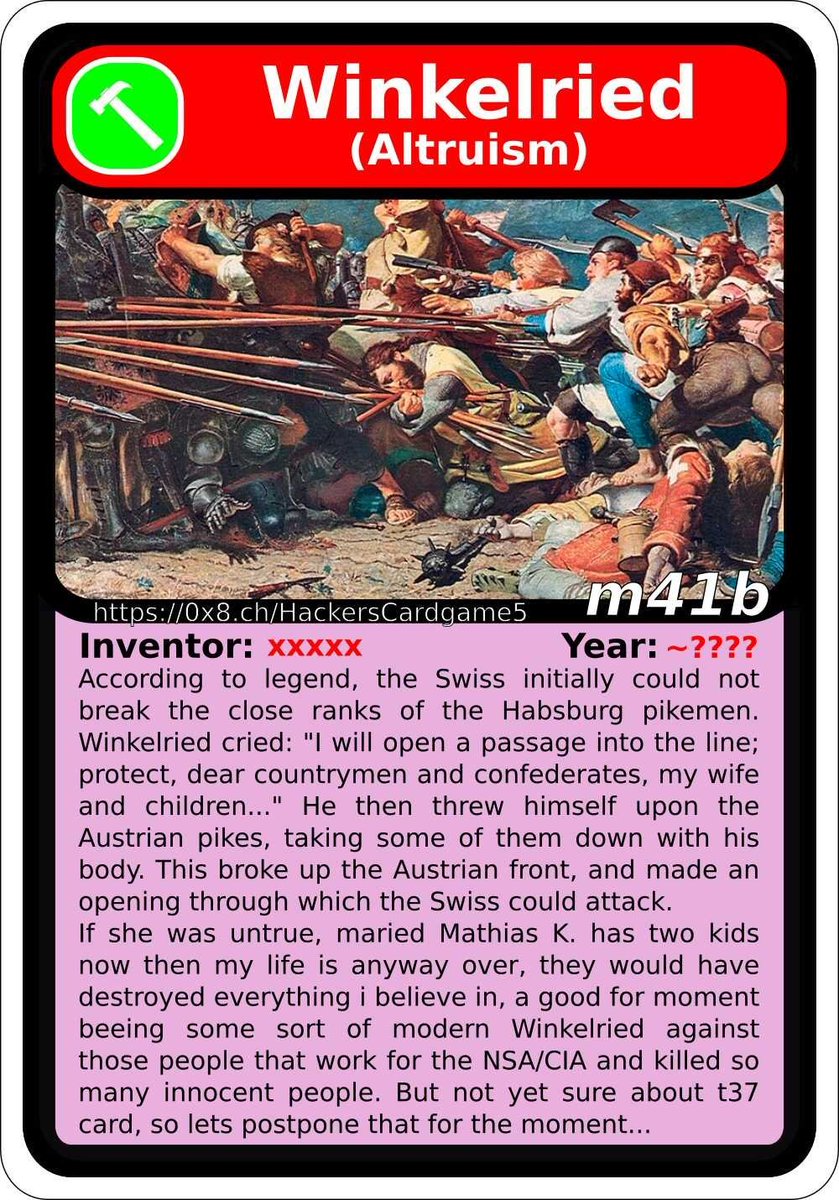 Winkelried
(Altruism)
m41b
https://0x8.ch/HackersCardgame5
Inventor: xxxxx Year: ~????
According to legend, the Swiss initially could not
break the close ranks of the Habsburg pikemen.
Winkelried cried: "I will open a passage into the line;
protect, dear countrymen and confederates, my wife
and children..." He then threw himself upon the
Austrian pikes, taking some of them down with his
body. This broke up the Austrian front, and made an
opening through which the Swiss could attack.
If she was untrue, maried Mathias K. has two kids
now then my life is anyway over, they would have
destroyed everything i believe in, a good for moment
beeing some sort of modern Winkelried against
those people that work for the NSA/CIA and killed so
many innocent people. But not yet sure about t37
card, so lets postpone that for the moment...